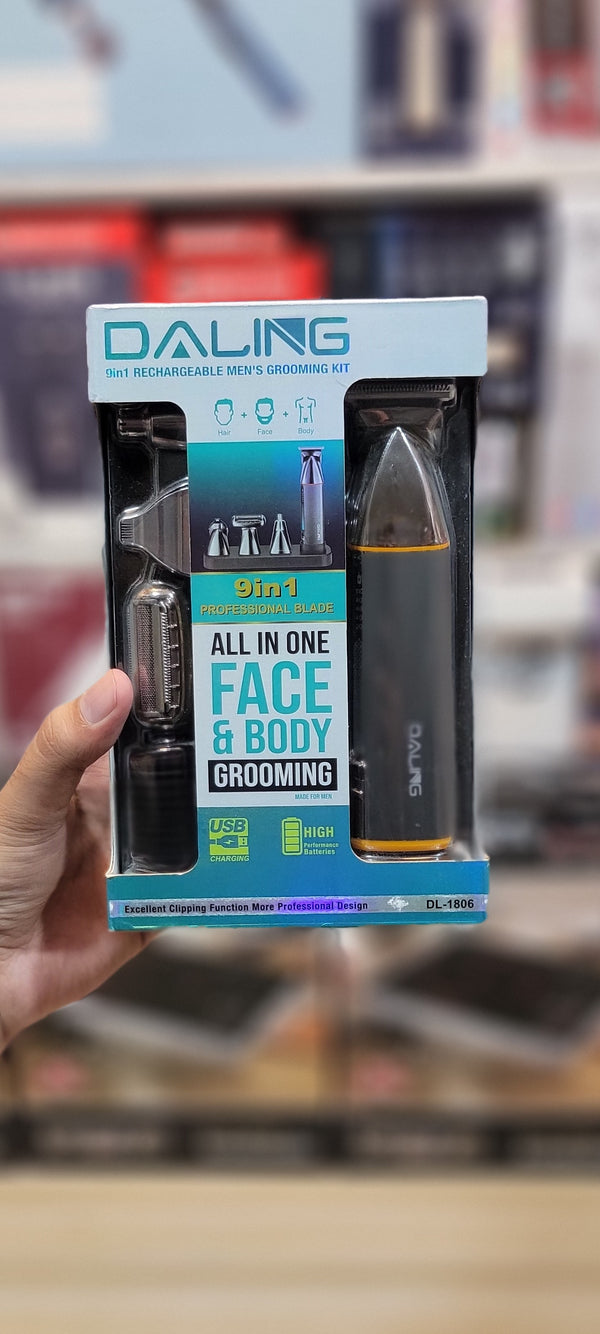 DALING
9in1 RECHARGEABLE MEN'S GROOMING KIT
Hair + Face + Body
9in1
PROFESSIONAL BLADE
ALL IN ONE
FACE
& BODY
GROOMING
MADE FOR MEN
USB
CHARGING
HIGH
Performance
Batteries
DALING
Excellent Clipping Function More Professional Design
DL-1806